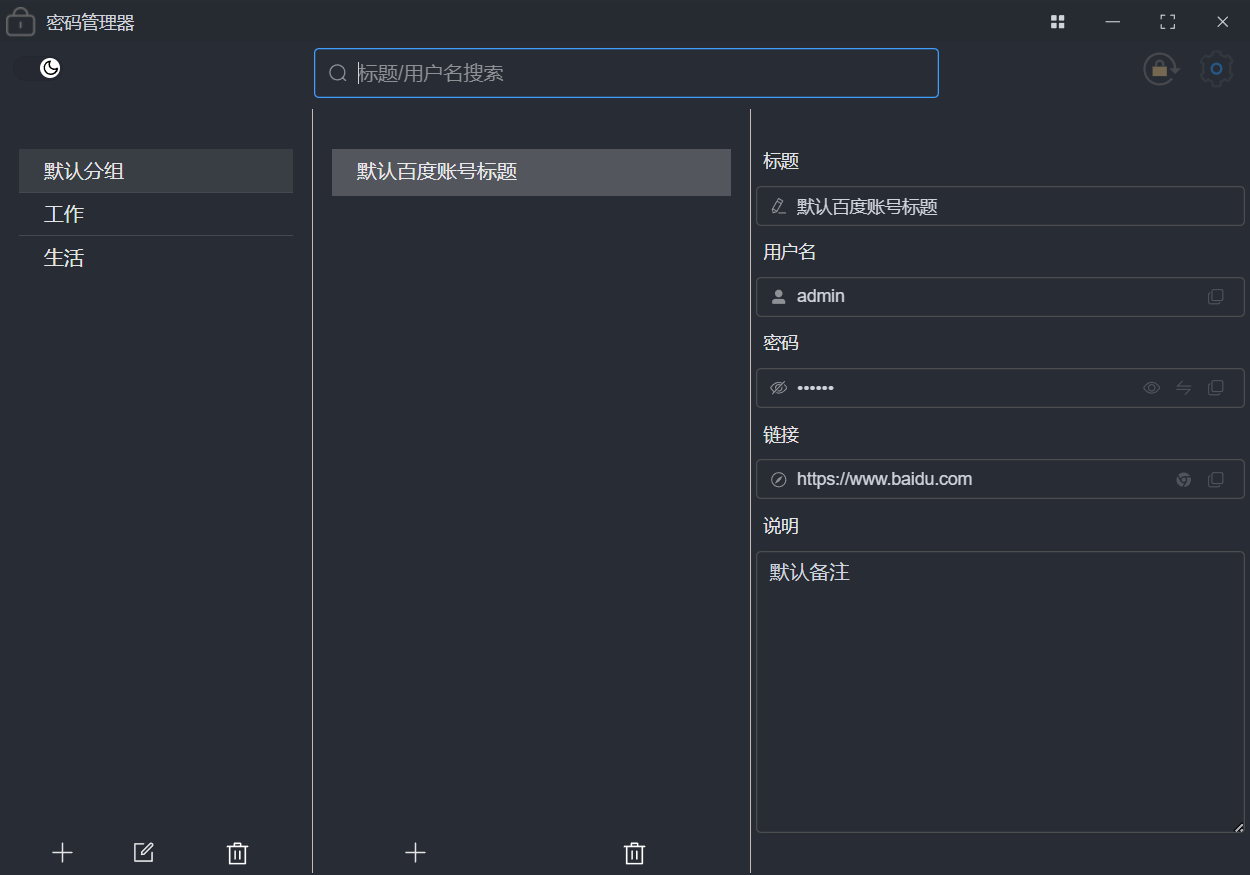 密码管理器
标题/用户名搜索
默认分组
工作
生活
默认百度账号标题
标题
默认百度账号标题
用户名
admin
密码
••••••
链接
https://www.baidu.com
说明
默认备注